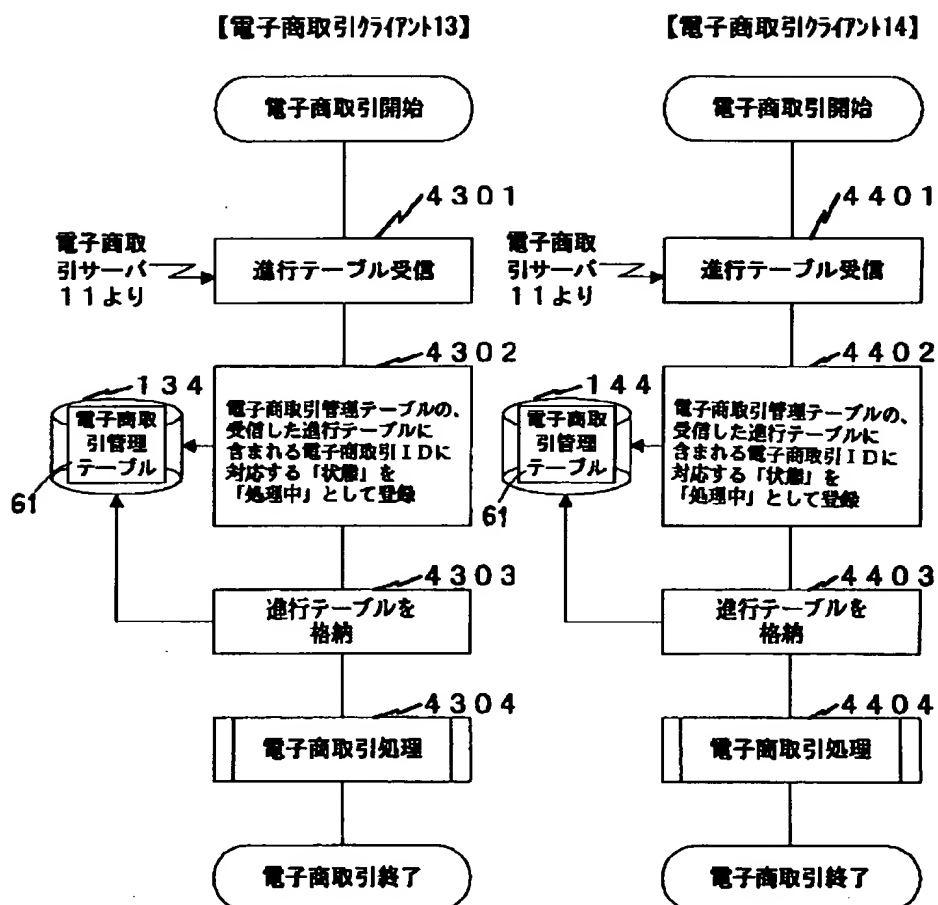 【電子商取引クライアント13】
電子商取引開始
4301
電子商取
引サーバ
11より
進行テーブル受信
4302
134
電子商取
引管理
テーブル
61
電子商取引管理テーブルの、
受信した進行テーブルに
含まれる電子商取引IDに
対応する「状態」を
「処理中」として登録
4303
進行テーブルを
格納
4304
電子商取引処理
電子商取引終了
【電子商取引クライアント14】
電子商取引開始
4401
電子商取
引サーバ
11より
進行テーブル受信
4402
144
電子商取
引管理
テーブル
61
電子商取引管理テーブルの、
受信した進行テーブルに
含まれる電子商取引IDに
対応する「状態」を
「処理中」として登録
4403
進行テーブルを
格納
4404
電子商取引処理
電子商取引終了